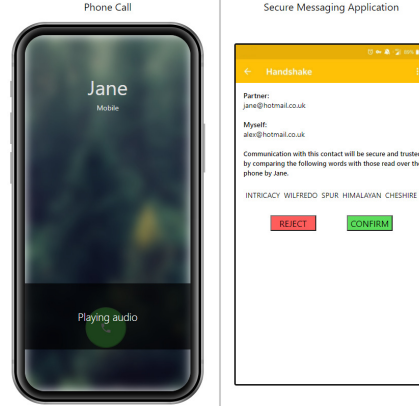 Phone Call
Secure Messaging Application
Jane
Mobile
Playing audio
Handshake
Partner:
jane@hotmail.co.uk
Myself:
alex@hotmail.co.uk
Communication with this contact will be secure and trusted
by comparing the following words with those read over the
phone by Jane.
INTRICACY WILFREDO SPUR HIMALAYAN CHESHIRE
REJECT
CONFIRM